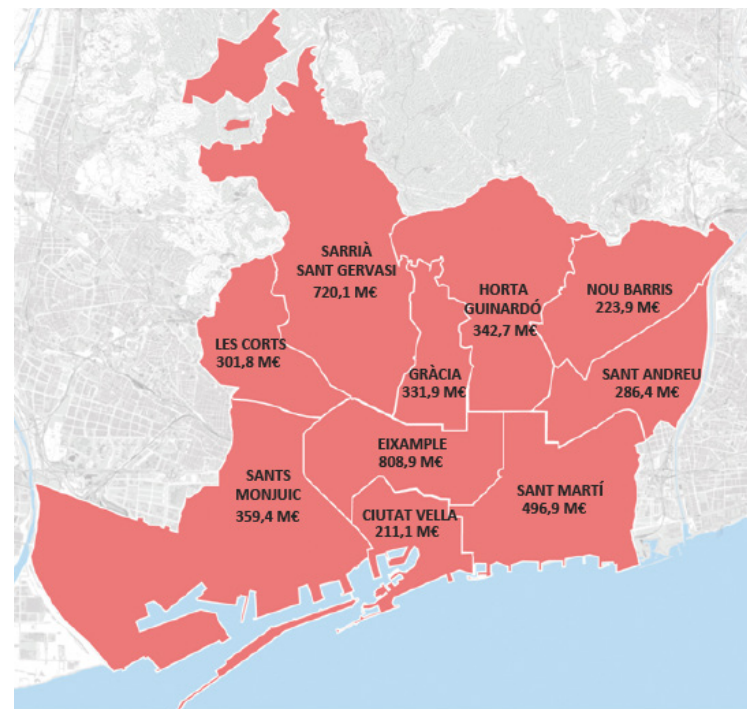 SARRIÀ
SANT GERVASI
720,1 M€
HORTA
GUINARDÓ
342,7 M€
NOU BARRIS
223,9 M€
LES CORTS
301,8 M€
GRÀCIA
331,9 M€
SANT ANDREU
286,4 M€
EIXAMPLE
808,9 M€
SANTS
MONJUIC
359,4 M€
SANT MARTÍ
496,9 M€
CIUTAT VELLA
211,1 M€